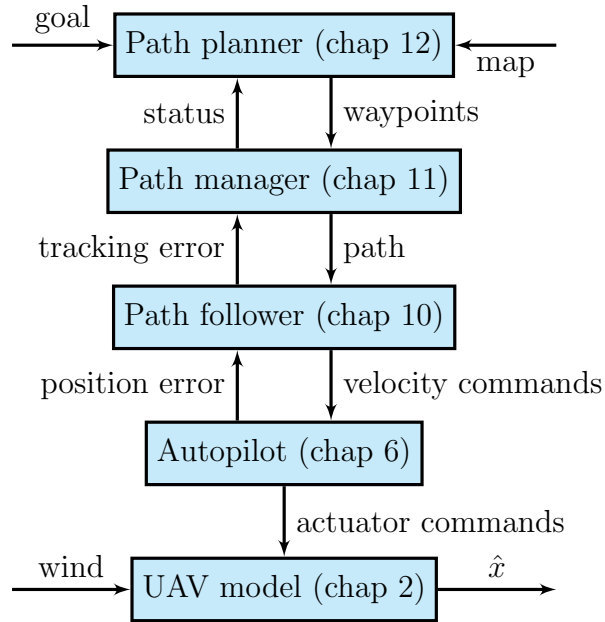 goal
Path planner (chap 12)
map
status
waypoints
Path manager (chap 11)
tracking error
path
Path follower (chap 10)
position error
velocity commands
Autopilot (chap 6)
actuator commands
wind
UAV model (chap 2)
x̂